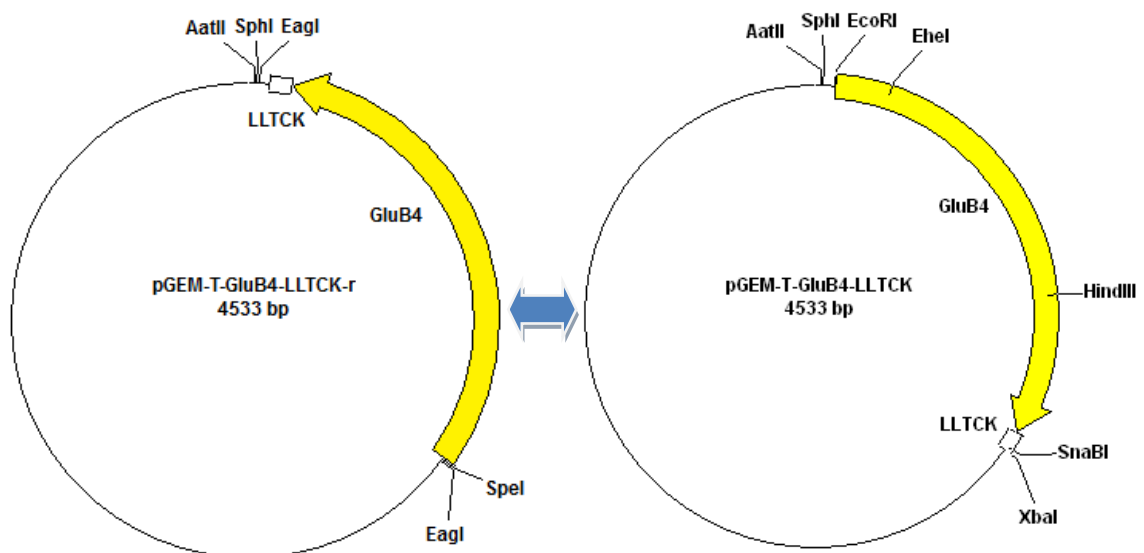 AatII SphI EagI
LLTCK
GluB4
pGEM-T-GluB4-LLTCK-r
4533 bp
SpeI
EagI
AatII SphI EcoRI
EheI
GluB4
HindIII
pGEM-T-GluB4-LLTCK
4533 bp
LLTCK
SnaBI
XbaI